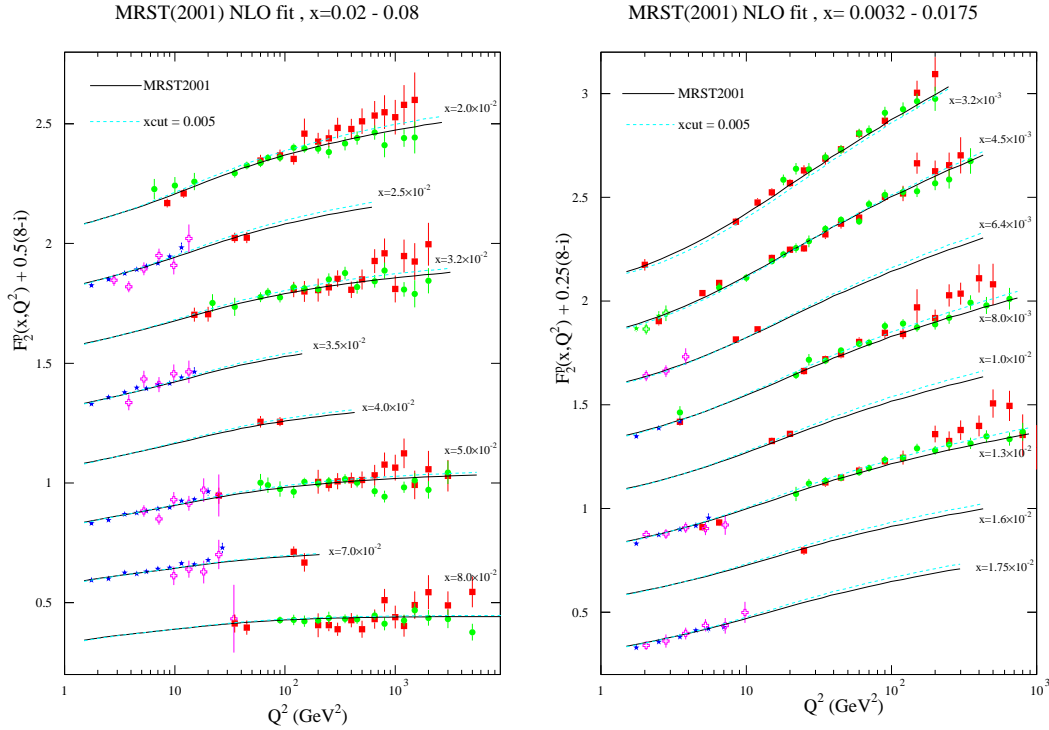 MRST(2001) NLO fit , x=0.02 - 0.08
F₂ᵖ(x,Q²) + 0.5(8-i)
2.5
2
1.5
1
0.5
MRST2001
xcut = 0.005
x=2.0×10⁻²
x=2.5×10⁻²
x=3.2×10⁻²
x=3.5×10⁻²
x=4.0×10⁻²
x=5.0×10⁻²
x=7.0×10⁻²
x=8.0×10⁻²
1 10 10² 10³
Q² (GeV²)
MRST(2001) NLO fit , x= 0.0032 - 0.0175
F₂ᵖ(x,Q²) + 0.25(8-i)
3
2.5
2
1.5
1
0.5
MRST2001
xcut = 0.005
x=3.2×10⁻³
x=4.5×10⁻³
x=6.4×10⁻³
x=8.0×10⁻³
x=1.0×10⁻²
x=1.3×10⁻²
x=1.6×10⁻²
x=1.75×10⁻²
1 10 10² 10³
Q² (GeV²)